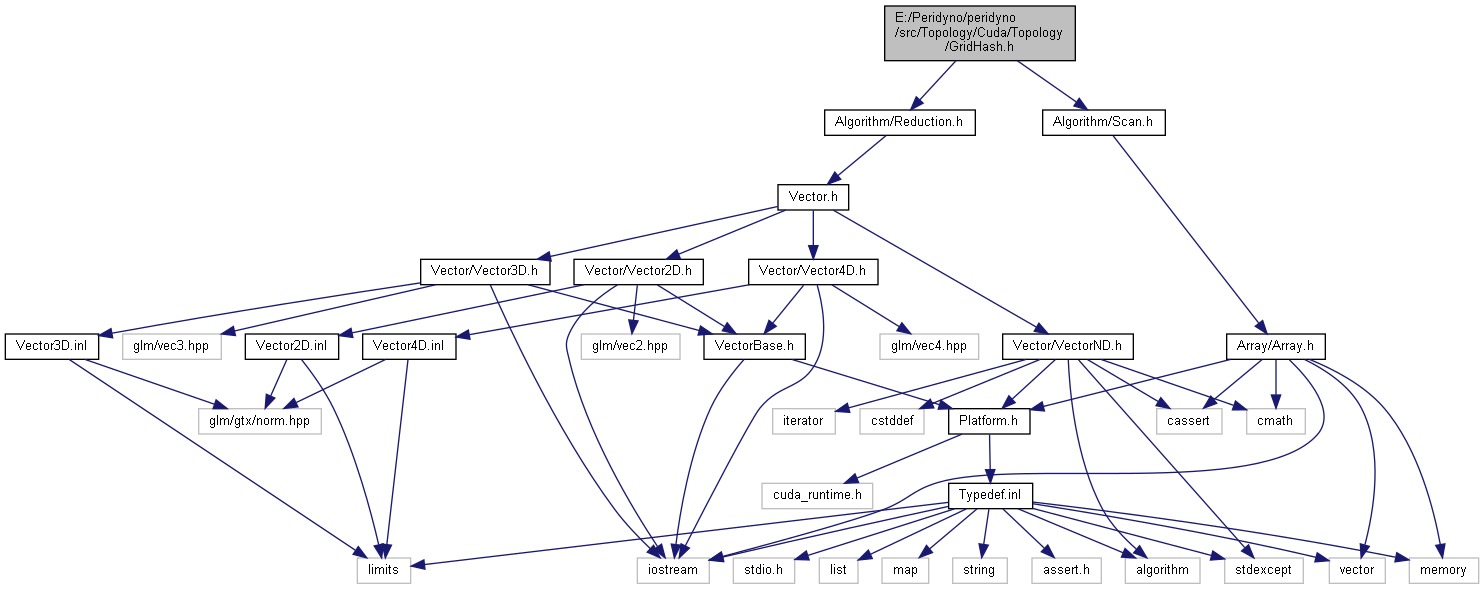 E:/Peridyno/peridyno
/src/Topology/Cuda/Topology
/GridHash.h
Algorithm/Reduction.h
Algorithm/Scan.h
Vector.h
Vector/Vector3D.h
Vector/Vector2D.h
Vector/Vector4D.h
Vector3D.inl
glm/vec3.hpp
Vector2D.inl
Vector4D.inl
glm/vec2.hpp
VectorBase.h
glm/vec4.hpp
Vector/VectorND.h
Array/Array.h
glm/gtx/norm.hpp
iterator
cstddef
Platform.h
cassert
cmath
cuda_runtime.h
Typedef.inl
limits
iostream
stdio.h
list
map
string
assert.h
algorithm
stdexcept
vector
memory